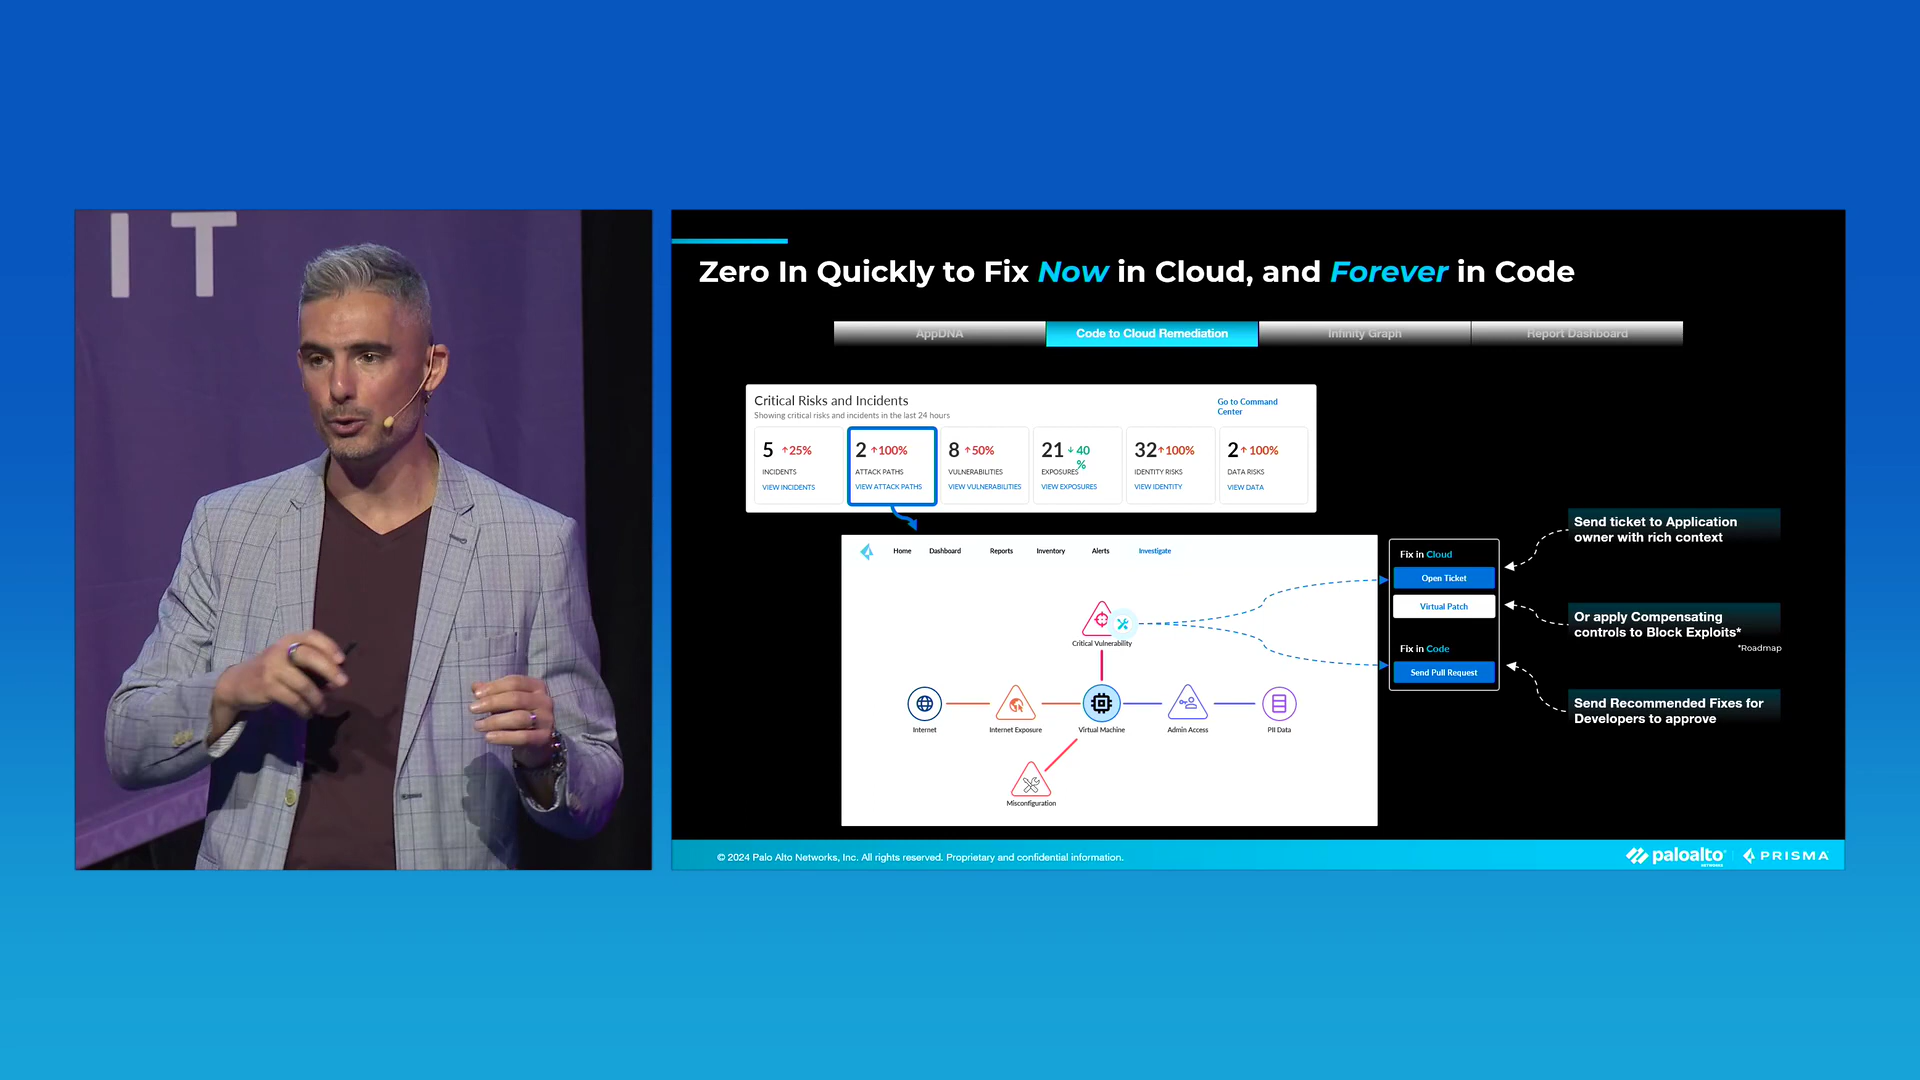 IT
Zero In Quickly to Fix Now in Cloud, and Forever in Code
AppDNA
Code to Cloud Remediation
Infinity Graph
Report Dashboard
Critical Risks and Incidents
Showing critical risks and incidents in the last 24 hours
Go to Command
Center
5 ↑25%
INCIDENTS
VIEW INCIDENTS
2 ↑100%
ATTACK PATHS
VIEW ATTACK PATHS
8 ↑50%
VULNERABILITIES
VIEW VULNERABILITIES
21 ↓40
%
EXPOSURES
VIEW EXPOSURES
32 ↑100%
IDENTITY RISKS
VIEW IDENTITY
2 ↑100%
DATA RISKS
VIEW DATA
Home
Dashboard
Reports
Inventory
Alerts
Investigate
Critical Vulnerability
Internet
Internet Exposure
Virtual Machine
Admin Access
PII Data
Misconfiguration
Fix in Cloud
Open Ticket
Virtual Patch
Fix in Code
Send Pull Request
Send ticket to Application
owner with rich context
Or apply Compensating
controls to Block Exploits*
*Roadmap
Send Recommended Fixes for
Developers to approve
© 2024 Palo Alto Networks, Inc. All rights reserved. Proprietary and confidential information.
paloalto
NETWORKS
PRISMA